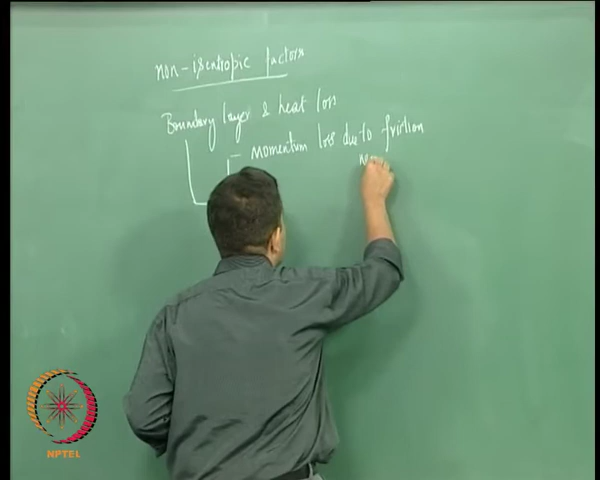 non-isentropic factors
Boundary layer & heat loss
- momentum loss due to friction
NPTEL